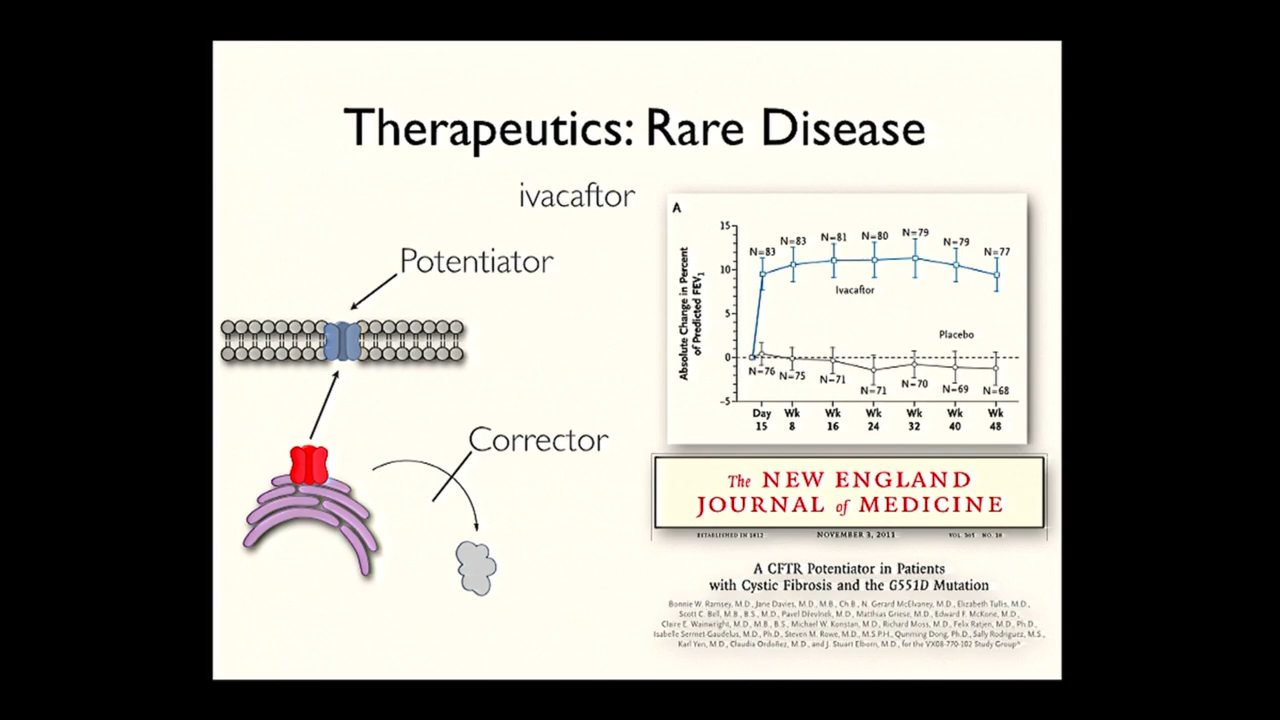 Therapeutics: Rare Disease
ivacaftor
Potentiator
Corrector
A
Absolute Change in Percent
of Predicted FEV1
15
10
5
0
-5
N=83
N=83
N=81
N=80
N=79
N=79
N=77
Ivacaftor
Placebo
N=76
N=75
N=71
N=71
N=70
N=69
N=68
Day Wk Wk Wk Wk Wk Wk
15 8 16 24 32 40 48
The NEW ENGLAND
JOURNAL of MEDICINE
ESTABLISHED IN 1812 NOVEMBER 3, 2011 VOL. 365 NO. 18
A CFTR Potentiator in Patients
with Cystic Fibrosis and the G551D Mutation
Bonnie W. Ramsey, M.D., Jane Davies, M.D., M.B., Ch.B., N. Gerard McElvaney, M.D., Elizabeth Tullis, M.D.,
Scott C. Bell, M.B., B.S., M.D., Pavel Dřevínek, M.D., Matthias Griese, M.D., Edward F. McKone, M.D.,
Claire E. Wainwright, M.D., M.B., B.S., Michael W. Konstan, M.D., Richard Moss, M.D., Felix Ratjen, M.D., Ph.D.,
Isabelle Sermet-Gaudelus, M.D., Ph.D., Steven M. Rowe, M.D., M.S.P.H., Qunming Dong, Ph.D., Sally Rodriguez, M.S.,
Karl Yen, M.D., Claudia Ordoñez, M.D., and J. Stuart Elborn, M.D., for the VX08-770-102 Study Group*